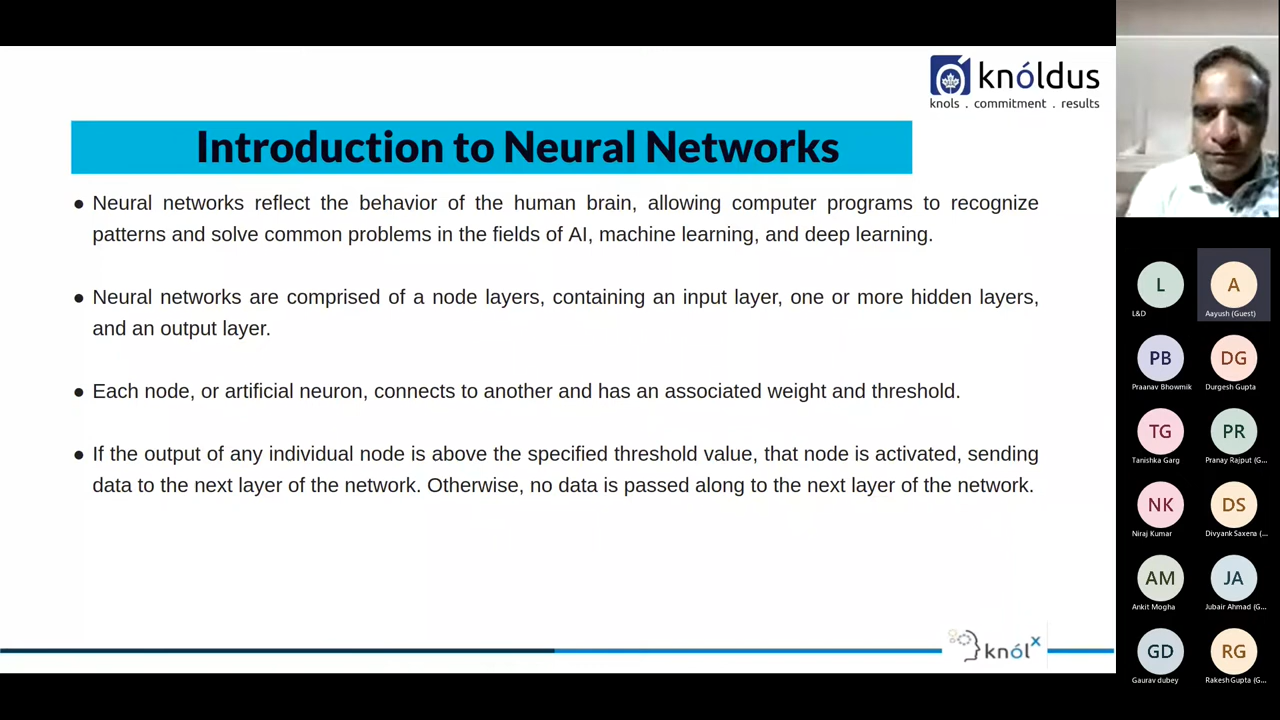 knóldus
knols . commitment . results
Introduction to Neural Networks
● Neural networks reflect the behavior of the human brain, allowing computer programs to recognize
patterns and solve common problems in the fields of AI, machine learning, and deep learning.
● Neural networks are comprised of a node layers, containing an input layer, one or more hidden layers,
and an output layer.
● Each node, or artificial neuron, connects to another and has an associated weight and threshold.
● If the output of any individual node is above the specified threshold value, that node is activated, sending
data to the next layer of the network. Otherwise, no data is passed along to the next layer of the network.
knólx
L
A
L&D
Aayush (Guest)
PB
DG
Praanav Bhowmik
Durgesh Gupta
TG
PR
Tanishka Garg
Pranay Rajput (G...
NK
DS
Niraj Kumar
Divyank Saxena (...
AM
JA
Ankit Mogha
Jubair Ahmad (G...
GD
RG
Gaurav dubey
Rakesh Gupta (G...